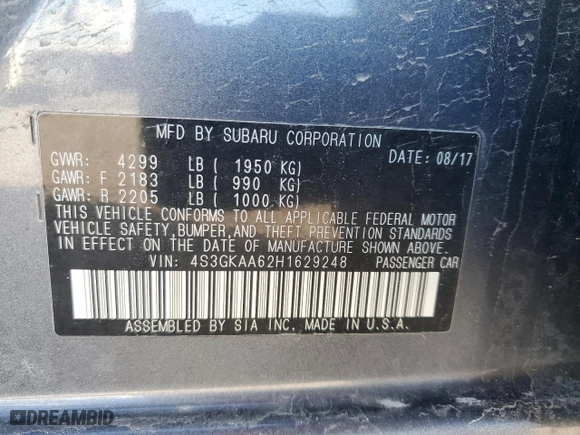 MFD BY SUBARU CORPORATION
GVWR: 4299 LB ( 1950 KG) DATE: 08/17
GAWR: F 2183 LB ( 990 KG)
GAWR: R 2205 LB ( 1000 KG)
THIS VEHICLE CONFORMS TO ALL APPLICABLE FEDERAL MOTOR
VEHICLE SAFETY, BUMPER, AND THEFT PREVENTION STANDARDS
IN EFFECT ON THE DATE OF MANUFACTURE SHOWN ABOVE.
VIN: 4S3GKAA62H1629248 PASSENGER CAR
ASSEMBLED BY SIA INC. MADE IN U.S.A.
DREAMBID